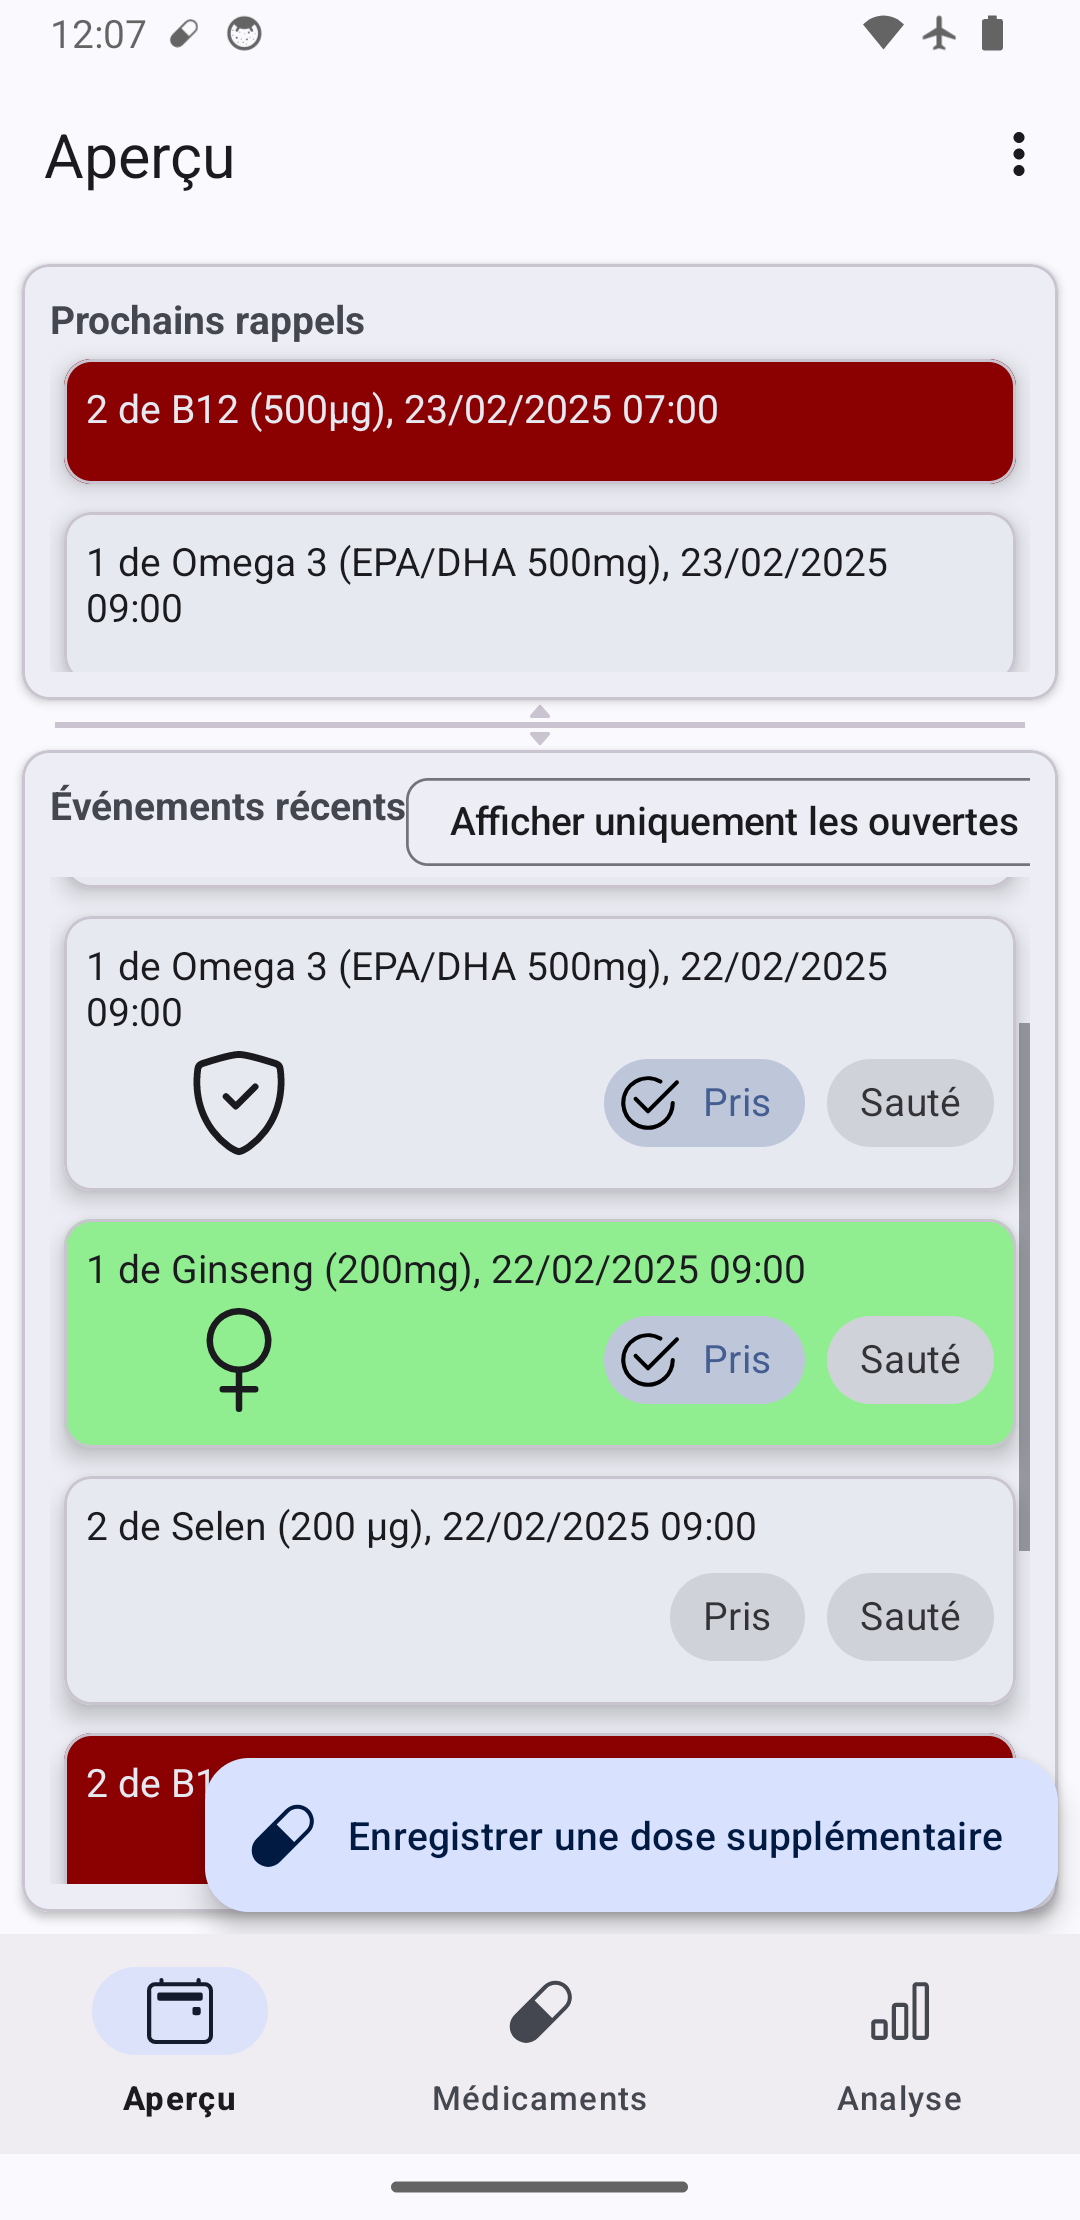 12:07
Aperçu
Prochains rappels
2 de B12 (500µg), 23/02/2025 07:00
1 de Omega 3 (EPA/DHA 500mg), 23/02/2025
09:00
Événements récents
Afficher uniquement les ouvertes
1 de Omega 3 (EPA/DHA 500mg), 22/02/2025
09:00
Pris
Sauté
1 de Ginseng (200mg), 22/02/2025 09:00
Pris
Sauté
2 de Selen (200 µg), 22/02/2025 09:00
Pris
Sauté
2 de B1
Enregistrer une dose supplémentaire
Aperçu
Médicaments
Analyse